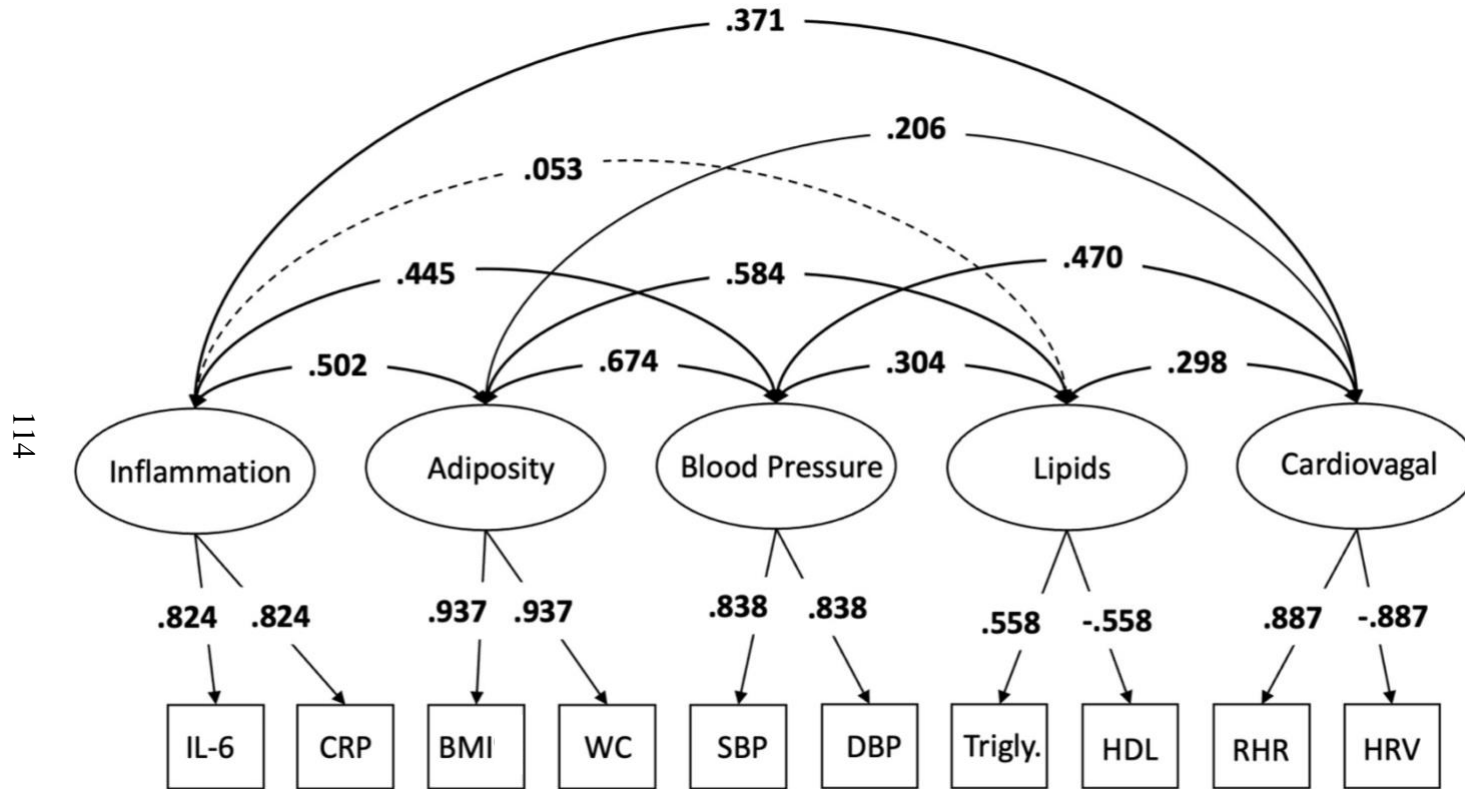 .371
.206
.053
.445 .584 .470
.502 .674 .304 .298
114
Inflammation Adiposity Blood Pressure Lipids Cardiovagal
.824 .824 .937 .937 .838 .838 .558 -.558 .887 -.887
IL-6 CRP BMI WC SBP DBP Trigly. HDL RHR HRV